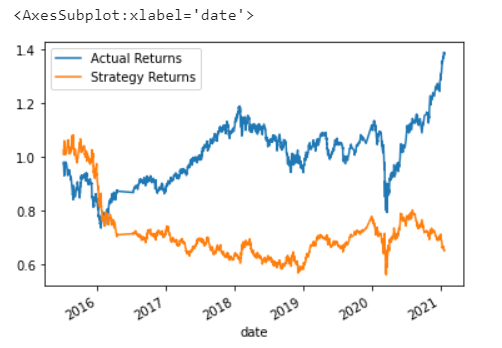 <AxesSubplot:xlabel='date'>
Actual Returns
Strategy Returns
1.4
1.2
1.0
0.8
0.6
2016
2017
2018
2019
2020
2021
date